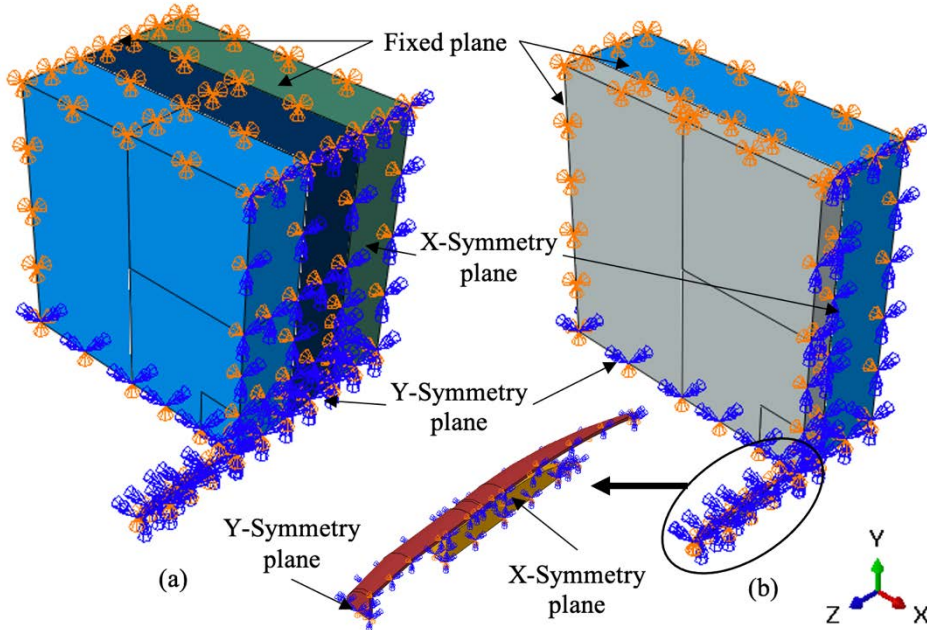 Fixed plane
X-Symmetry
plane
Y-Symmetry
plane
Y-Symmetry
plane
X-Symmetry
plane
(a)
(b)
Y
Z
X